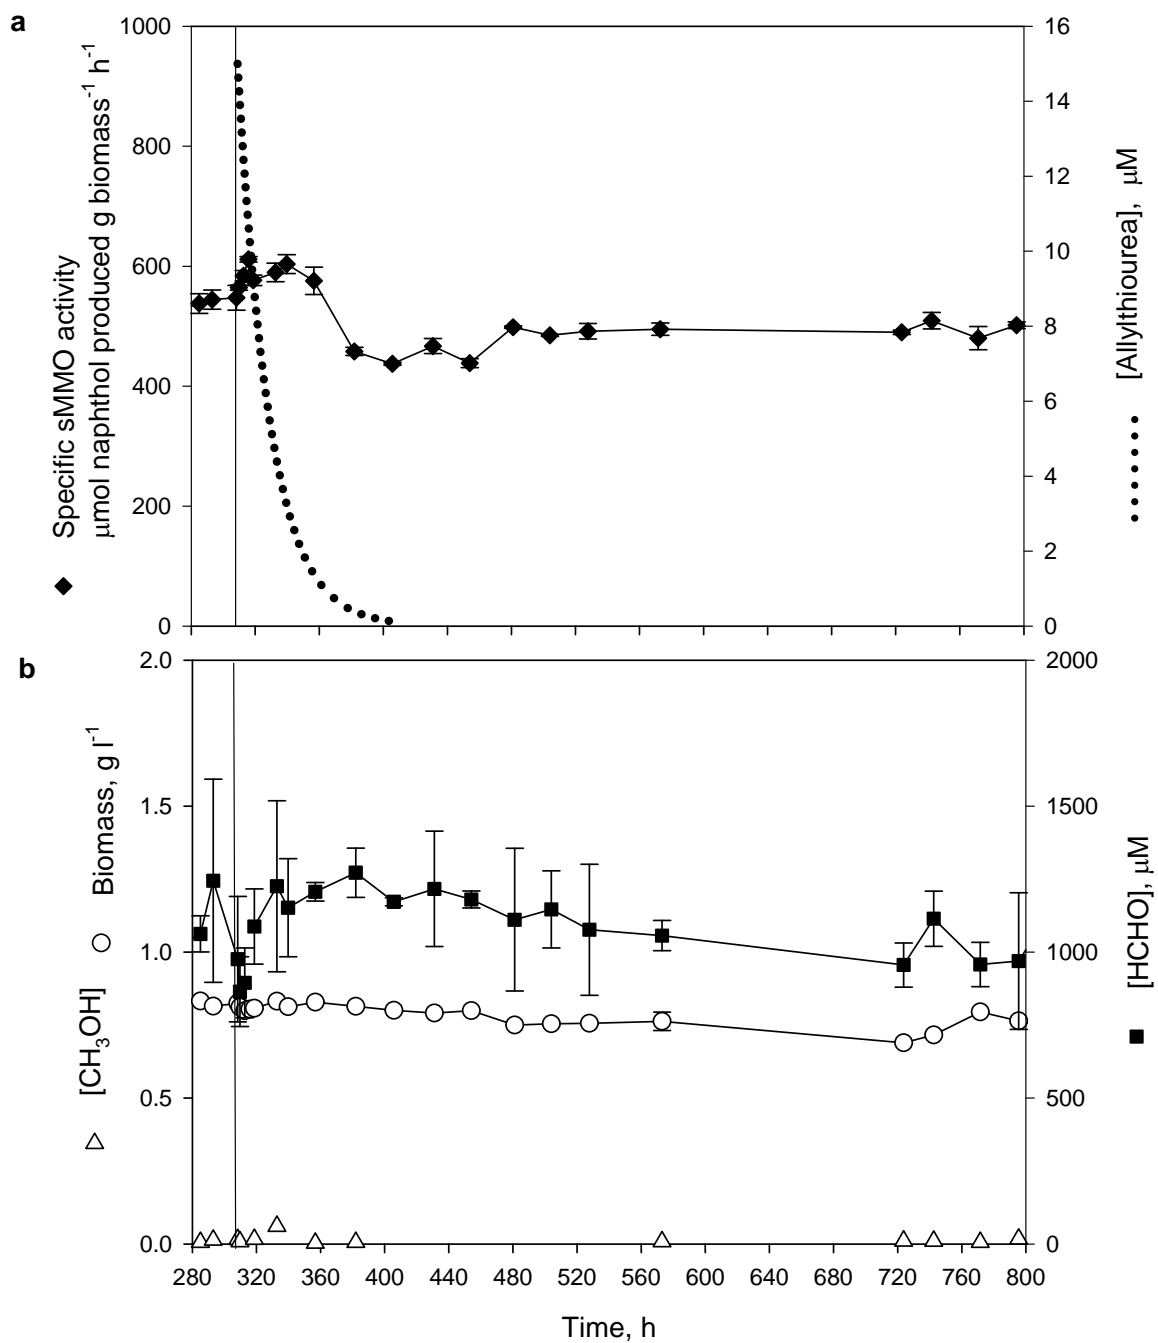 a
1000
800
600
400
200
0
16
14
12
10
8
6
4
2
0
Specific sMMO activity
μmol naphthol produced g biomass⁻¹ h⁻¹
[Allylthiourea], μM
b
2.0
1.5
1.0
0.5
0.0
2000
1500
1000
500
0
[CH₃OH] Biomass, g l⁻¹
[HCHO], μM
280 320 360 400 440 480 520 560 600 640 680 720 760 800
Time, h